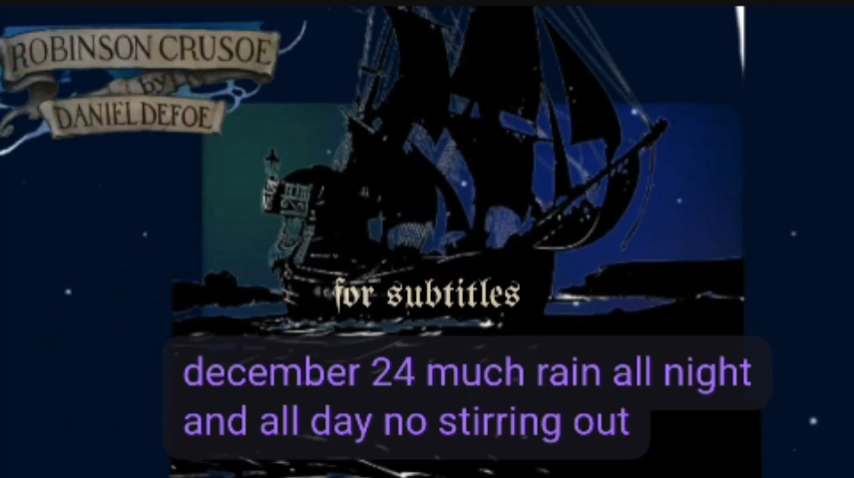 ROBINSON CRUSOE
by
DANIEL DEFOE
for subtitles
december 24 much rain all night
and all day no stirring out